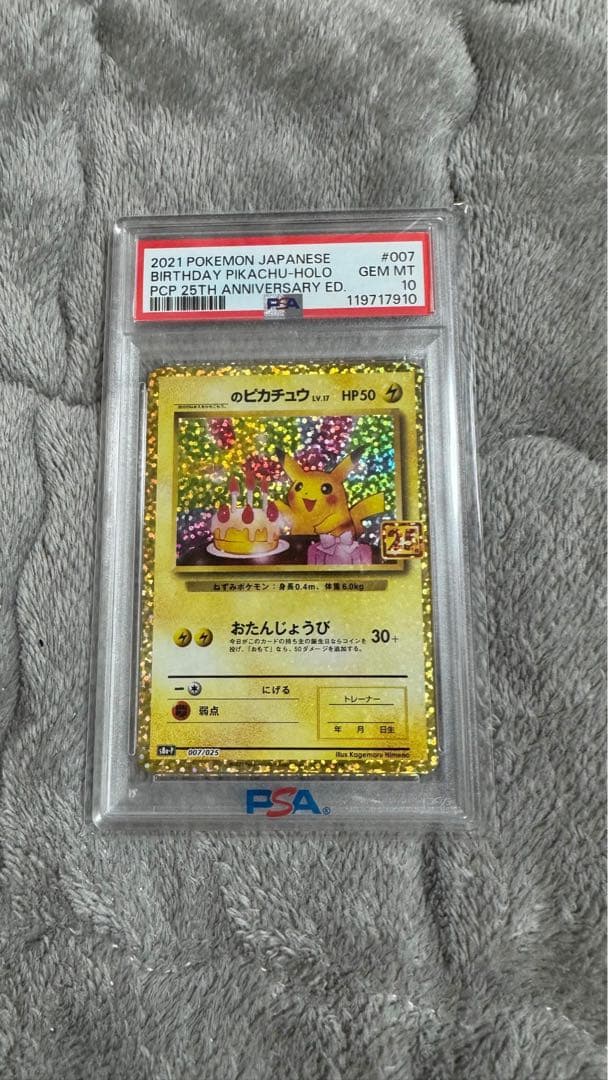 2021 POKEMON JAPANESE #007
BIRTHDAY PIKACHU-HOLO GEM MT
PCP 25TH ANNIVERSARY ED. 10
PSA 119717910
のピカチュウ LV.17 HP50
25
ねずみポケモン：身長0.4m、体重6.0kg
おたんじょうび 30+
今日がこのカードの持ち主の誕生日ならコインを
投げ、「おもて」なら、50ダメージを追加する。
ー にげる
弱点
トレーナー
年 月 日生
s8a-P 007/025
Illus. Kagemaru Himeno
PSA®